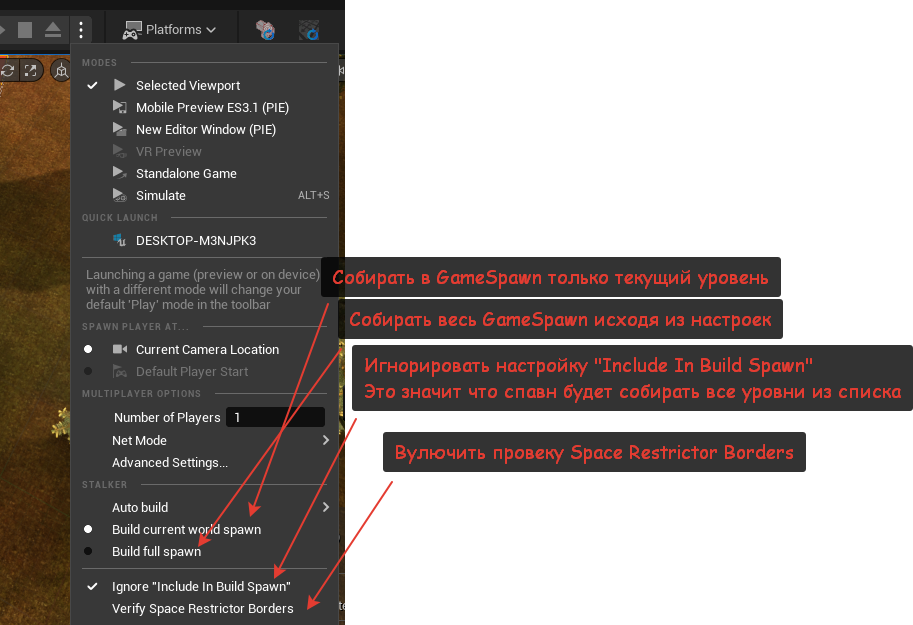 Platforms
MODES
Selected Viewport
Mobile Preview ES3.1 (PIE)
New Editor Window (PIE)
VR Preview
Standalone Game
Simulate ALT+S
QUICK LAUNCH
DESKTOP-M3NJPK3
Launching a game (preview or on device)
with a different mode will change your
default 'Play' mode in the toolbar
SPAWN PLAYER AT...
Current Camera Location
Default Player Start
MULTIPLAYER OPTIONS
Number of Players 1
Net Mode
Advanced Settings...
STALKER
Auto build
Build current world spawn
Build full spawn
Ignore "Include In Build Spawn"
Verify Space Restrictor Borders
Собирать в GameSpawn только текущий уровень
Собирать весь GameSpawn исходя из настроек
Игнорировать настройку "Include In Build Spawn"
Это значит что спавн будет собирать все уровни из списка
Вулючить провеку Space Restrictor Borders